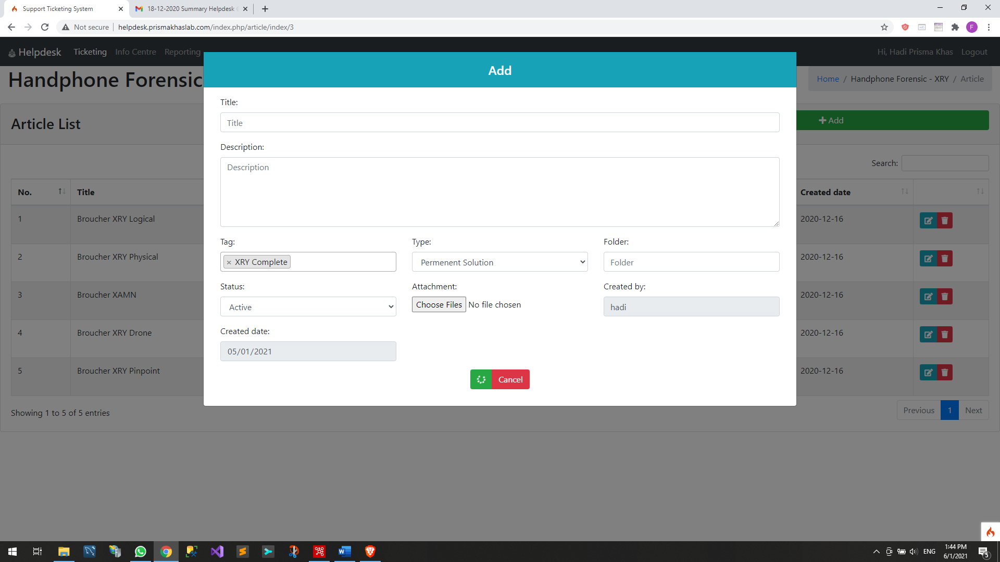 Support Ticketing System
18-12-2020 Summary Helpdesk
Not secure helpdesk.prismakhaslab.com/index.php/article/index/3
F
Helpdesk Ticketing Info Centre Reporting Hi, Hadi Prisma Khas Logout
Handphone Forensic
Home / Handphone Forensic - XRY / Article
Article List
Add
Search:
No. Title Created date
1 Broucher XRY Logical 2020-12-16
2 Broucher XRY Physical 2020-12-16
3 Broucher XAMN 2020-12-16
4 Broucher XRY Drone 2020-12-16
5 Broucher XRY Pinpoint 2020-12-16
Showing 1 to 5 of 5 entries
Previous 1 Next
Add
Title:
Title
Description:
Description
Tag: Type: Folder:
× XRY Complete Permenent Solution Folder
Status: Attachment: Created by:
Active Choose Files No file chosen hadi
Created date:
05/01/2021
Cancel
ENG
1:44 PM
6/1/2021
5